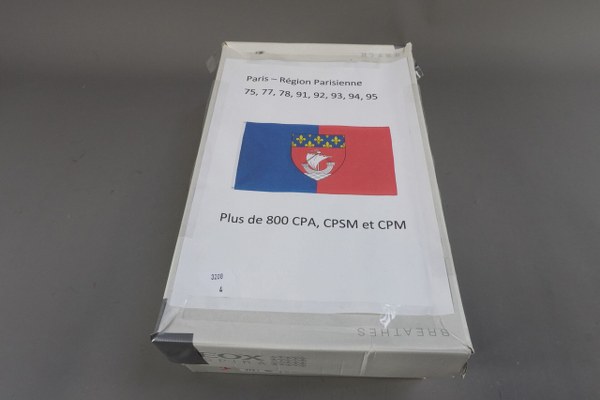 Paris – Région Parisienne
75, 77, 78, 91, 92, 93, 94, 95
Plus de 800 CPA, CPSM et CPM
4
BREATHES